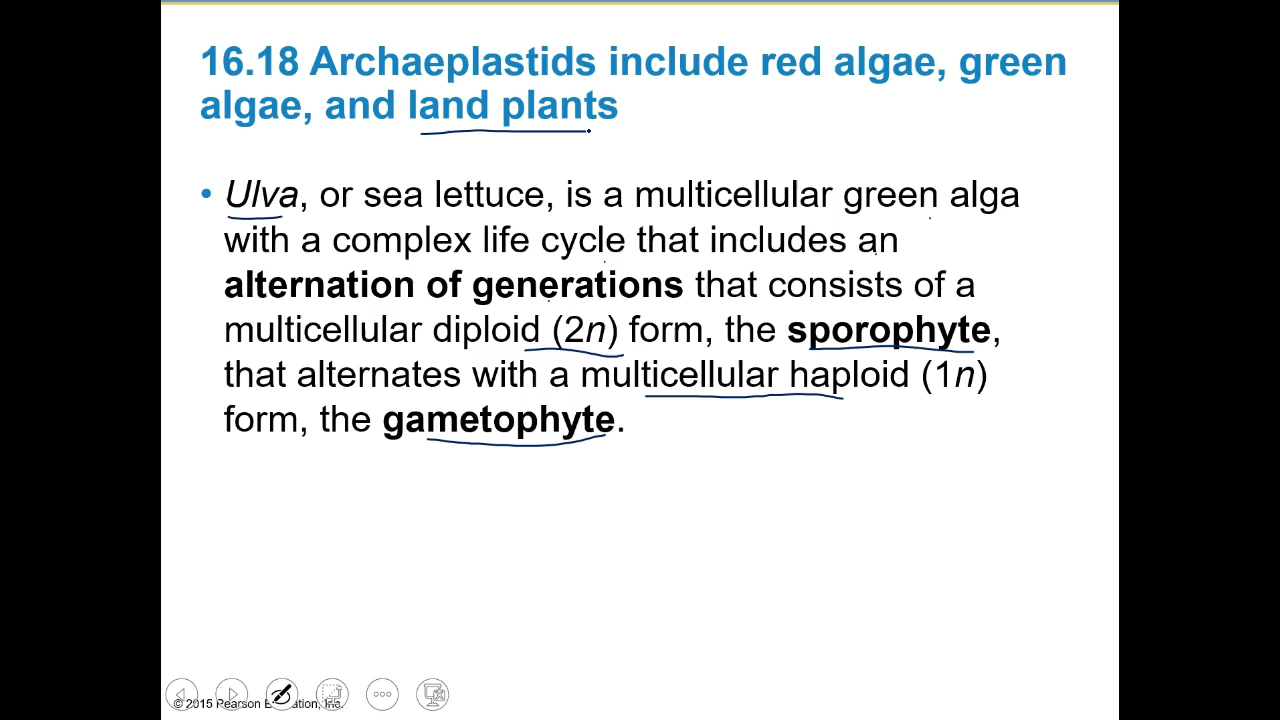 16.18 Archaeplastids include red algae, green
algae, and land plants
• Ulva, or sea lettuce, is a multicellular green alga
with a complex life cycle that includes an
alternation of generations that consists of a
multicellular diploid (2n) form, the sporophyte,
that alternates with a multicellular haploid (1n)
form, the gametophyte.
© 2015 Pearson Inc.